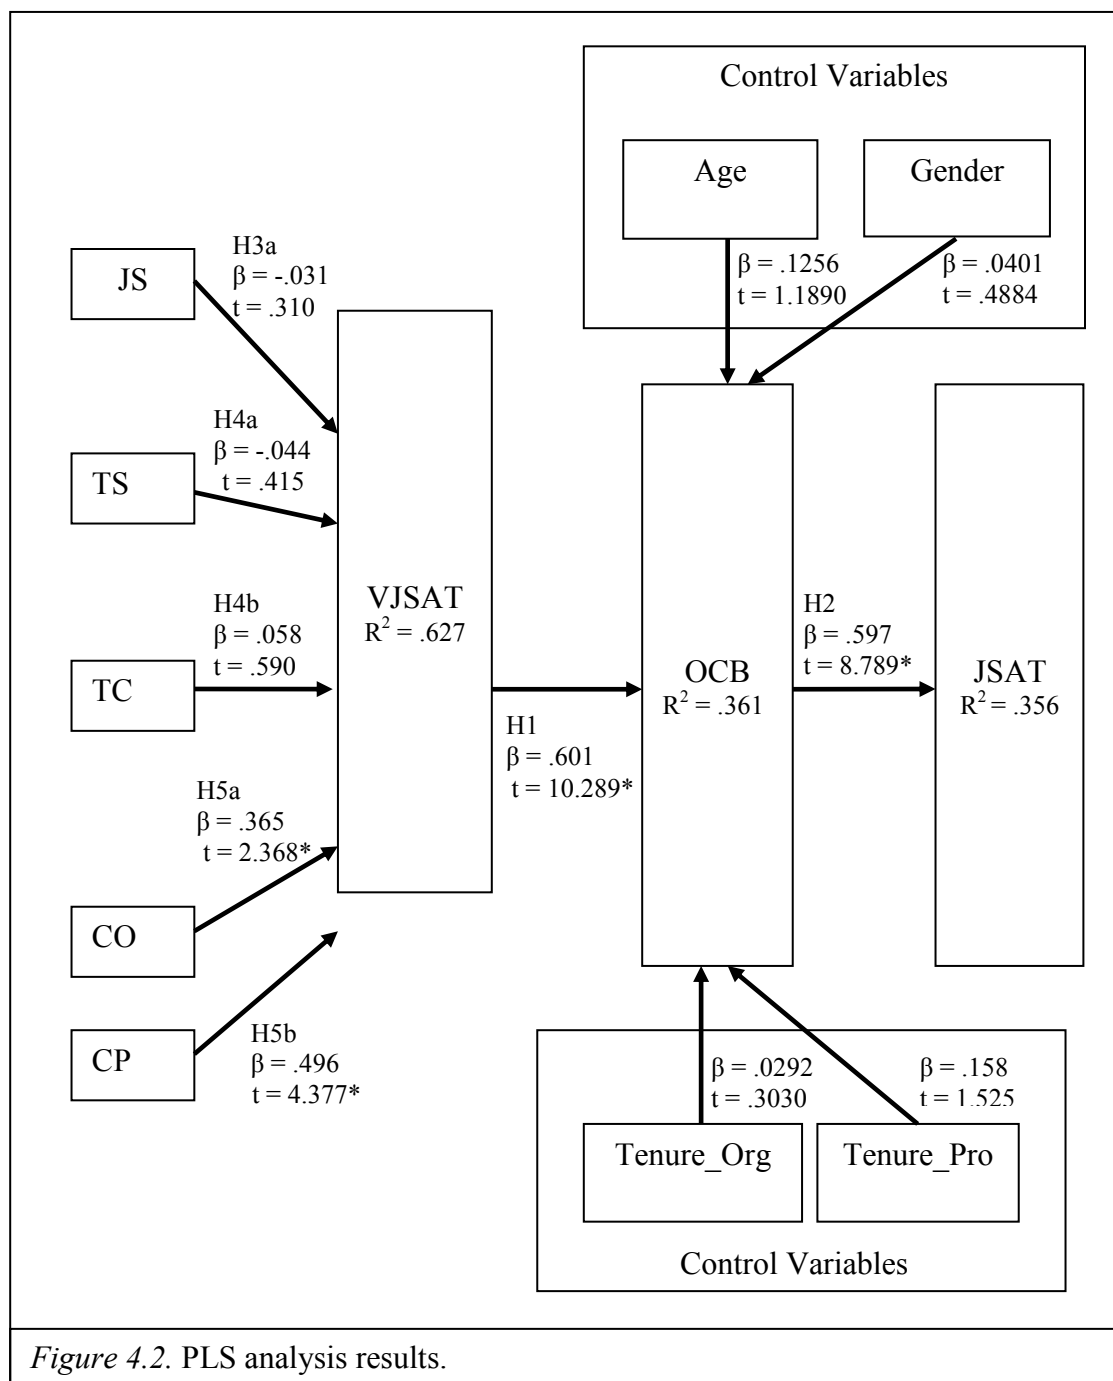 Control Variables
Age
Gender
β = .1256
t = 1.1890
β = .0401
t = .4884
JS
H3a
β = -.031
t = .310
TS
H4a
β = -.044
t = .415
TC
H4b
β = .058
t = .590
CO
H5a
β = .365
t = 2.368*
CP
H5b
β = .496
t = 4.377*
VJSAT
R² = .627
H1
β = .601
t = 10.289*
OCB
R² = .361
H2
β = .597
t = 8.789*
JSAT
R² = .356
β = .0292
t = .3030
β = .158
t = 1.525
Tenure_Org
Tenure_Pro
Control Variables
Figure 4.2. PLS analysis results.